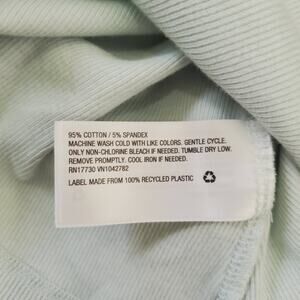 95% COTTON / 5% SPANDEX
MACHINE WASH COLD WITH LIKE COLORS. GENTLE CYCLE.
ONLY NON-CHLORINE BLEACH IF NEEDED. TUMBLE DRY LOW.
REMOVE PROMPTLY. COOL IRON IF NEEDED.
RN17730 VN1042782
LABEL MADE FROM 100% RECYCLED PLASTIC